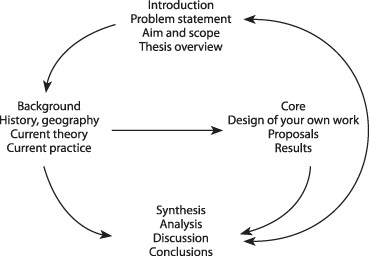 Introduction
Problem statement
Aim and scope
Thesis overview
Background
History, geography
Current theory
Current practice
Core
Design of your own work
Proposals
Results
Synthesis
Analysis
Discussion
Conclusions